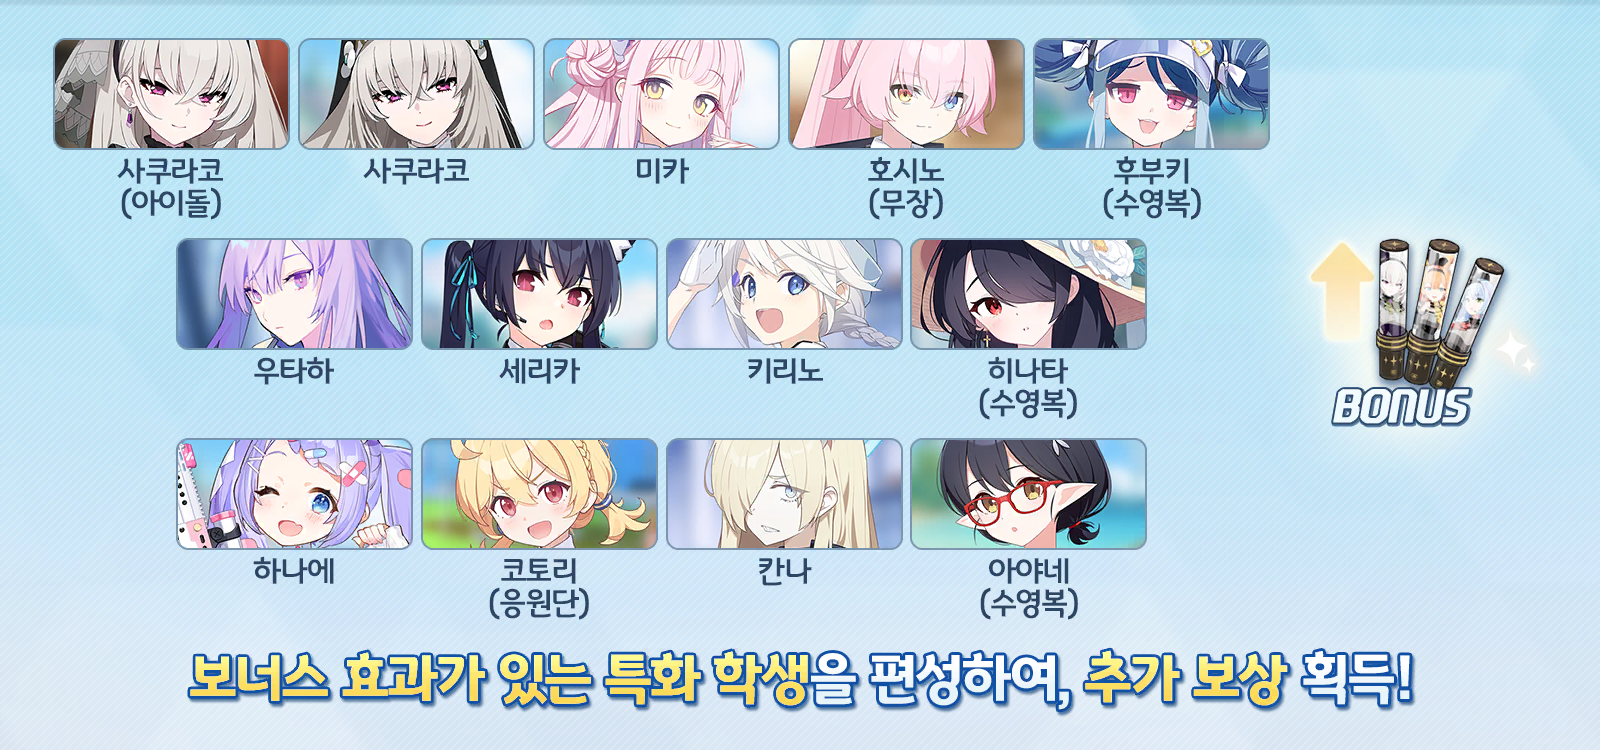 사쿠라코
(아이돌)
사쿠라코
미카
호시노
(무장)
후부키
(수영복)
우타하
세리카
키리노
히나타
(수영복)
BONUS
하나에
코토리
(응원단)
칸나
아야네
(수영복)
보너스 효과가 있는 특화 학생을 편성하여, 추가 보상 획득!